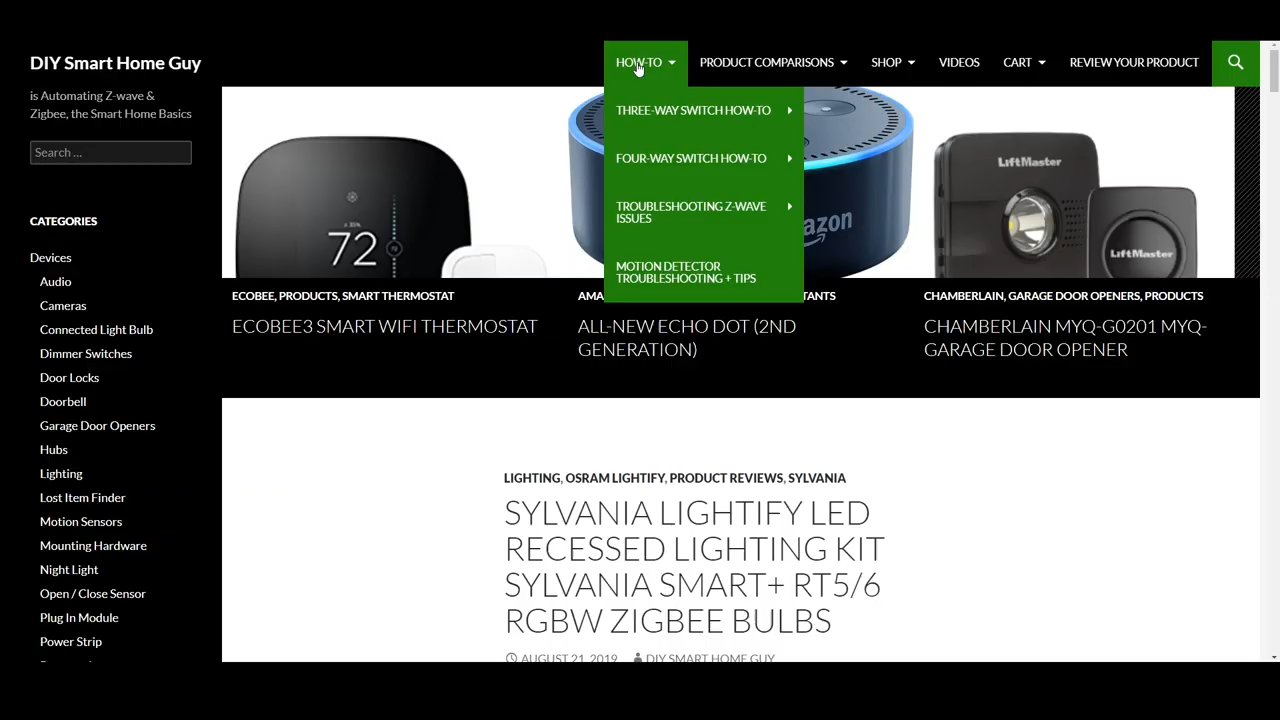 DIY Smart Home Guy
is Automating Z-wave &
Zigbee, the Smart Home Basics
Search ...
CATEGORIES
Devices
Audio
Cameras
Connected Light Bulb
Dimmer Switches
Door Locks
Doorbell
Garage Door Openers
Hubs
Lighting
Lost Item Finder
Motion Sensors
Mounting Hardware
Night Light
Open / Close Sensor
Plug In Module
Power Strip
HOW-TO
PRODUCT COMPARISONS
SHOP
VIDEOS
CART
REVIEW YOUR PRODUCT
THREE-WAY SWITCH HOW-TO
FOUR-WAY SWITCH HOW-TO
TROUBLESHOOTING Z-WAVE
ISSUES
MOTION DETECTOR
TROUBLESHOOTING + TIPS
72
LiftMaster
LiftMaster
ECOBEE, PRODUCTS, SMART THERMOSTAT
ECOBEE3 SMART WIFI THERMOSTAT
ALL-NEW ECHO DOT (2ND
GENERATION)
CHAMBERLAIN, GARAGE DOOR OPENERS, PRODUCTS
CHAMBERLAIN MYQ-G0201 MYQ-
GARAGE DOOR OPENER
LIGHTING, OSRAM LIGHTIFY, PRODUCT REVIEWS, SYLVANIA
SYLVANIA LIGHTIFY LED
RECESSED LIGHTING KIT
SYLVANIA SMART+ RT5/6
RGBW ZIGBEE BULBS
AUGUST 21, 2019 DIY SMART HOME GUY